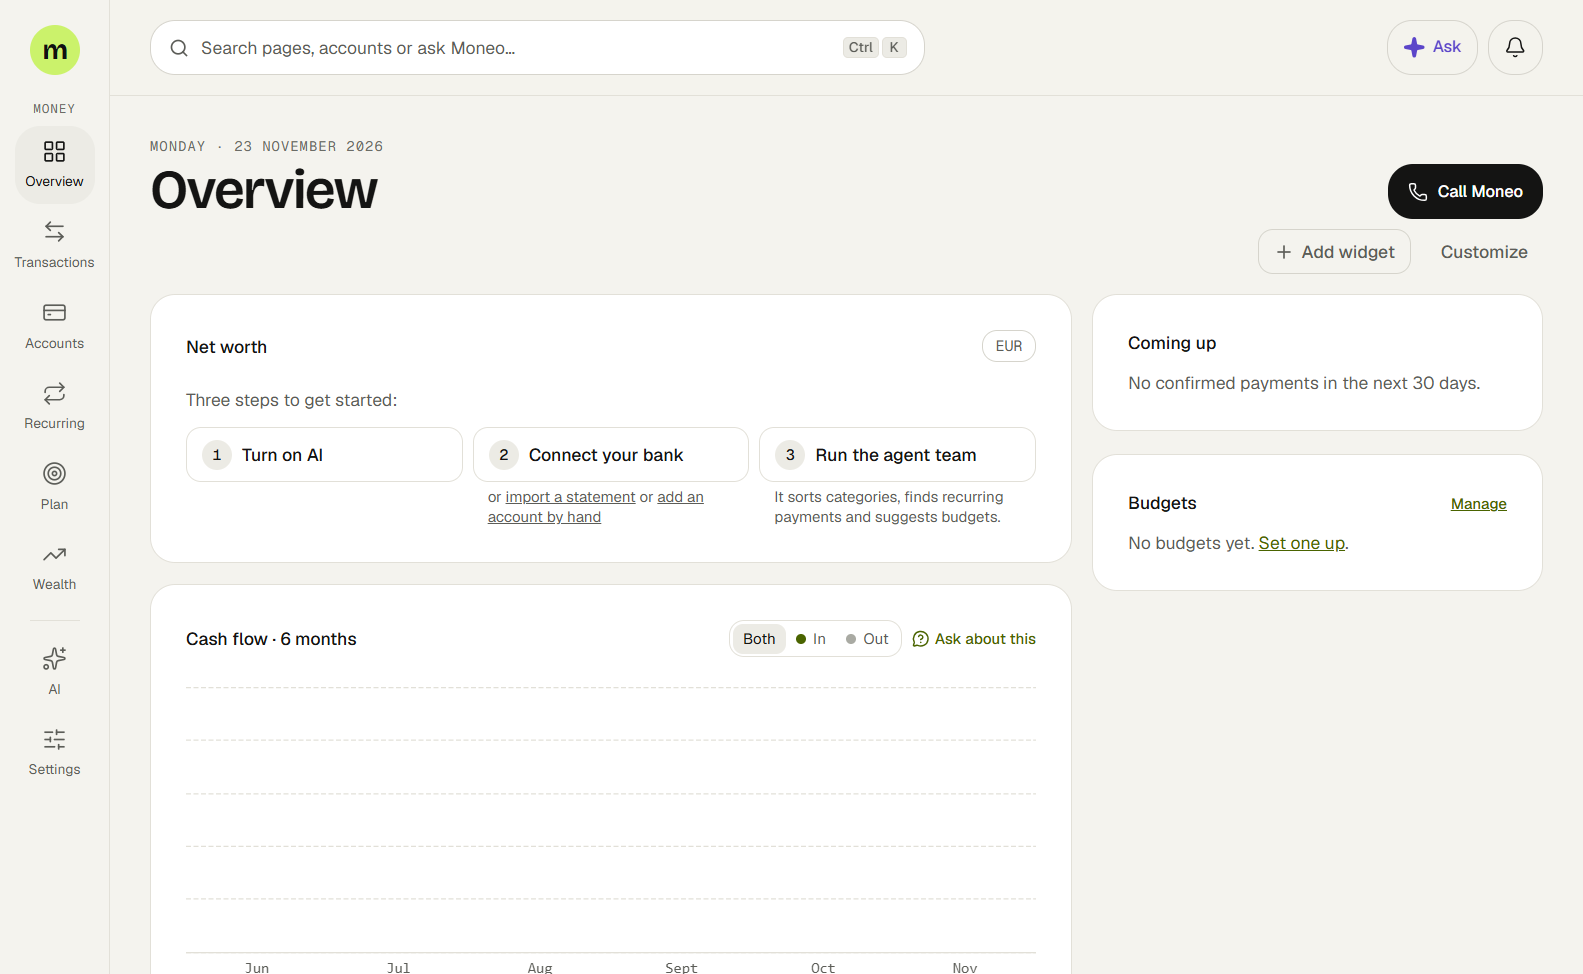 m
Search pages, accounts or ask Moneo...
Ctrl K
Ask
MONEY
Overview
Transactions
Accounts
Recurring
Plan
Wealth
AI
Settings
MONDAY · 23 NOVEMBER 2026
Overview
Call Moneo
Add widget
Customize
Net worth
EUR
Three steps to get started:
1 Turn on AI
2 Connect your bank
or import a statement or add an
account by hand
3 Run the agent team
It sorts categories, finds recurring
payments and suggests budgets.
Coming up
No confirmed payments in the next 30 days.
Budgets
Manage
No budgets yet. Set one up.
Cash flow · 6 months
Both In Out
Ask about this
Jun Jul Aug Sept Oct Nov